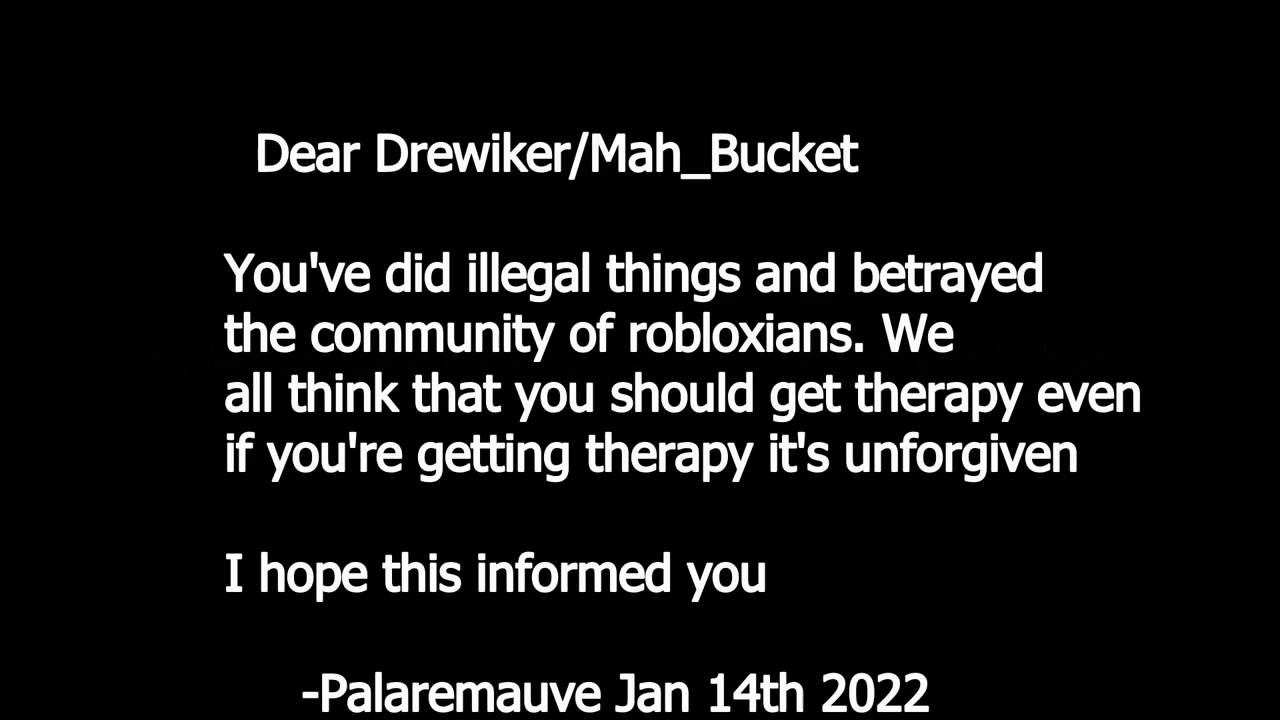 Dear Drewiker/Mah_Bucket
You've did illegal things and betrayed
the community of robloxians. We
all think that you should get therapy even
if you're getting therapy it's unforgiven
I hope this informed you
-Palaremauve Jan 14th 2022